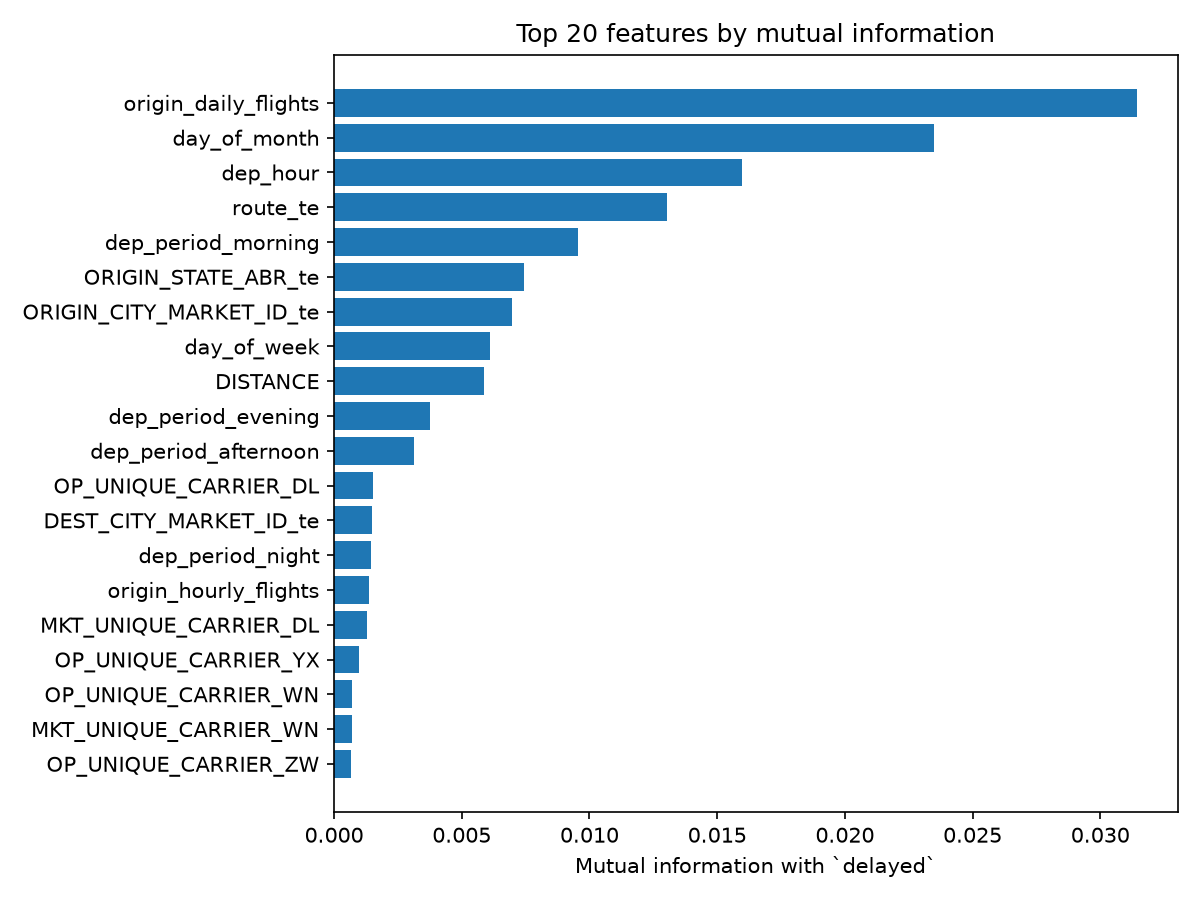 Top 20 features by mutual information
origin_daily_flights
day_of_month
dep_hour
route_te
dep_period_morning
ORIGIN_STATE_ABR_te
ORIGIN_CITY_MARKET_ID_te
day_of_week
DISTANCE
dep_period_evening
dep_period_afternoon
OP_UNIQUE_CARRIER_DL
DEST_CITY_MARKET_ID_te
dep_period_night
origin_hourly_flights
MKT_UNIQUE_CARRIER_DL
OP_UNIQUE_CARRIER_YX
OP_UNIQUE_CARRIER_WN
MKT_UNIQUE_CARRIER_WN
OP_UNIQUE_CARRIER_ZW
0.000 0.005 0.010 0.015 0.020 0.025 0.030
Mutual information with `delayed`